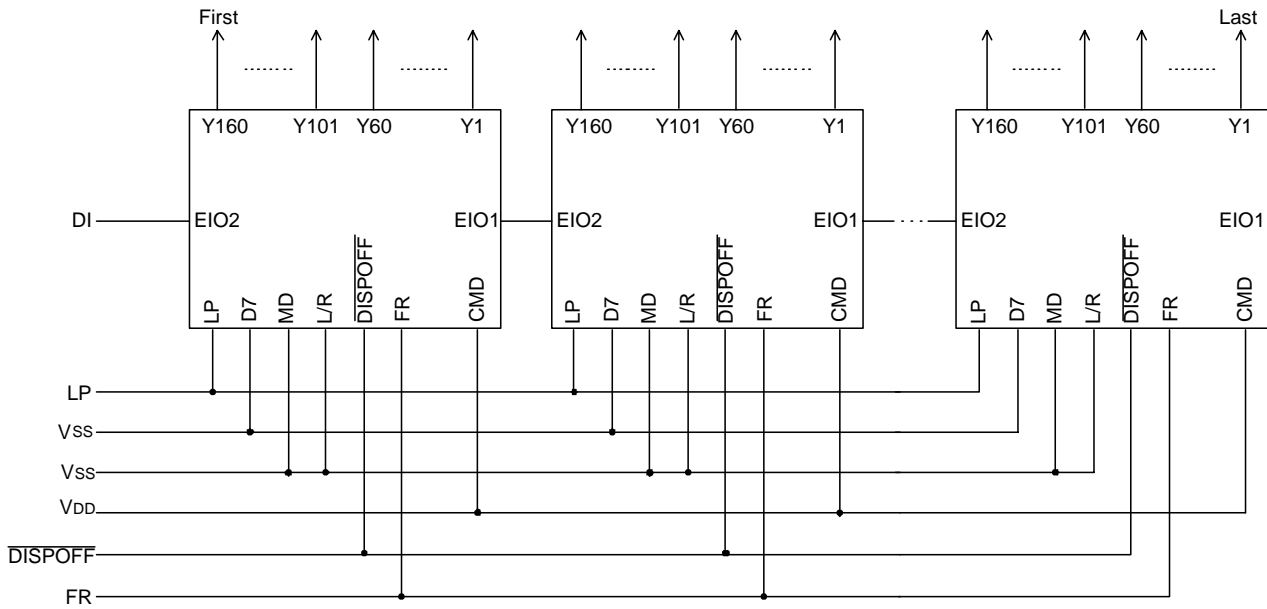 First Last
Y160 Y101 Y60 Y1 Y160 Y101 Y60 Y1 Y160 Y101 Y60 Y1
DI EIO2 EIO1 EIO2 EIO1 EIO2 EIO1
LP D7 MD L/R DISPOFF FR CMD LP D7 MD L/R DISPOFF FR CMD LP D7 MD L/R DISPOFF FR CMD
LP
VSS
VSS
VDD
DISPOFF
FR